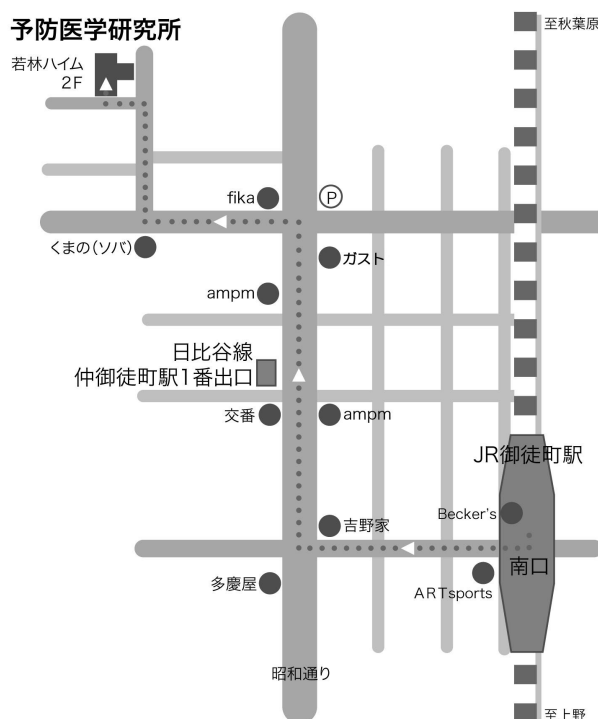 予防医学研究所
至秋葉原
若林ハイム
2F
fika
P
くまの(ソバ)
ガスト
ampm
日比谷線
仲御徒町駅1番出口
交番
ampm
JR御徒町駅
Becker's
吉野家
南口
多慶屋
ARTsports
昭和通り
至上野